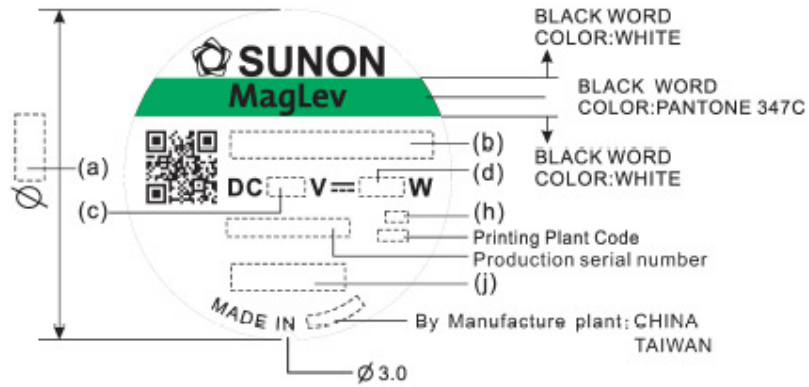 BLACK WORD
COLOR:WHITE
SUNON
MagLev
BLACK WORD
COLOR:PANTONE 347C
(a)
(b)
BLACK WORD
COLOR:WHITE
(d)
DC V⎓ W
(c)
(h)
Printing Plant Code
Production serial number
(j)
MADE IN
By Manufacture plant: CHINA
TAIWAN
Ø
Ø 3.0